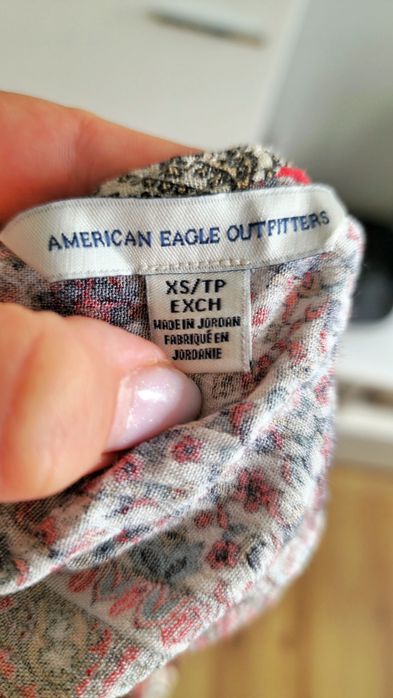 AMERICAN EAGLE OUTFITTERS
XS/TP
EXCH
MADE IN JORDAN
FABRIQUÉ EN
JORDANIE